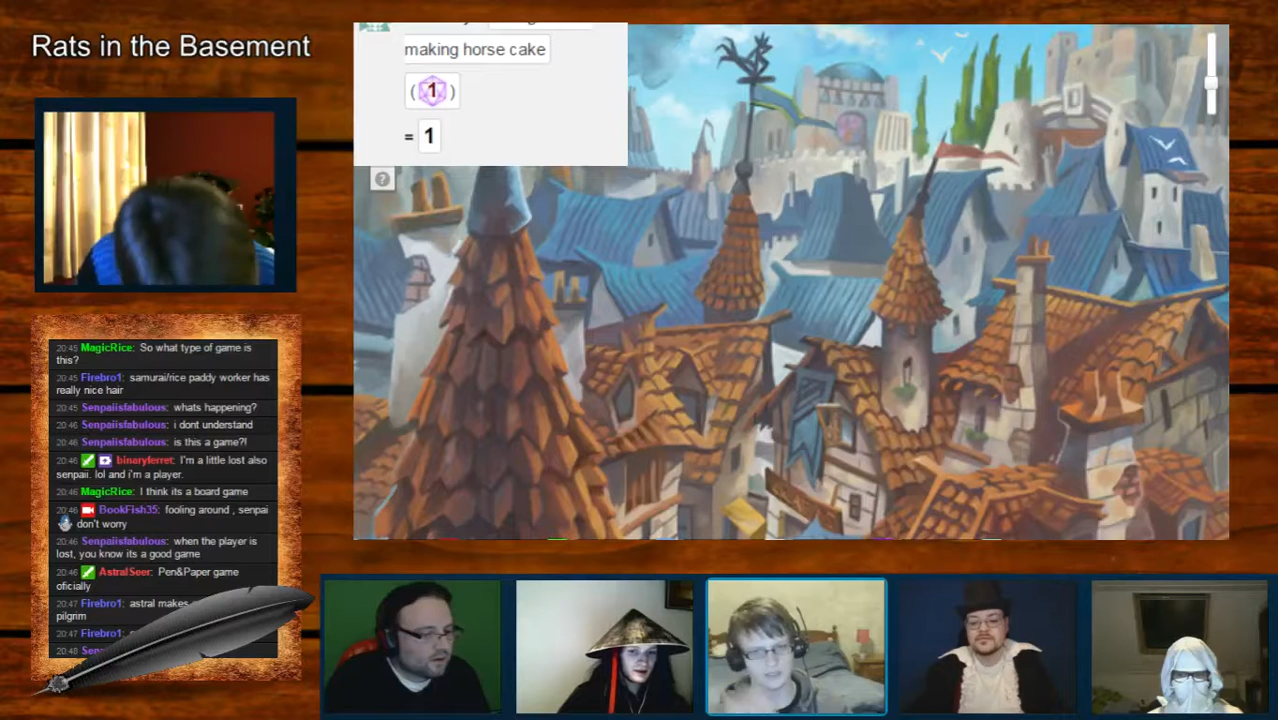 Rats in the Basement
making horse cake
( 1 )
= 1
?
20:45 MagicRice: So what type of game is
this?
20:45 Firebro1: samurai/rice paddy worker has
really nice hair
20:45 Senpaiisfabulous: whats happening?
20:46 Senpaiisfabulous: i dont understand
20:46 Senpaiisfabulous: is this a game?!
20:46 binaryferret: I'm a little lost also
senpaii. lol and i'm a player.
20:46 MagicRice: I think its a board game
20:46 BookFish35: fooling around , senpai
don't worry
20:46 Senpaiisfabulous: when the player is
lost, you know its a good game
20:46 AstralSeer: Pen&Paper game
oficially
20:47 Firebro1: astral makes
pilgrim
20:47 Firebro1:
20:48